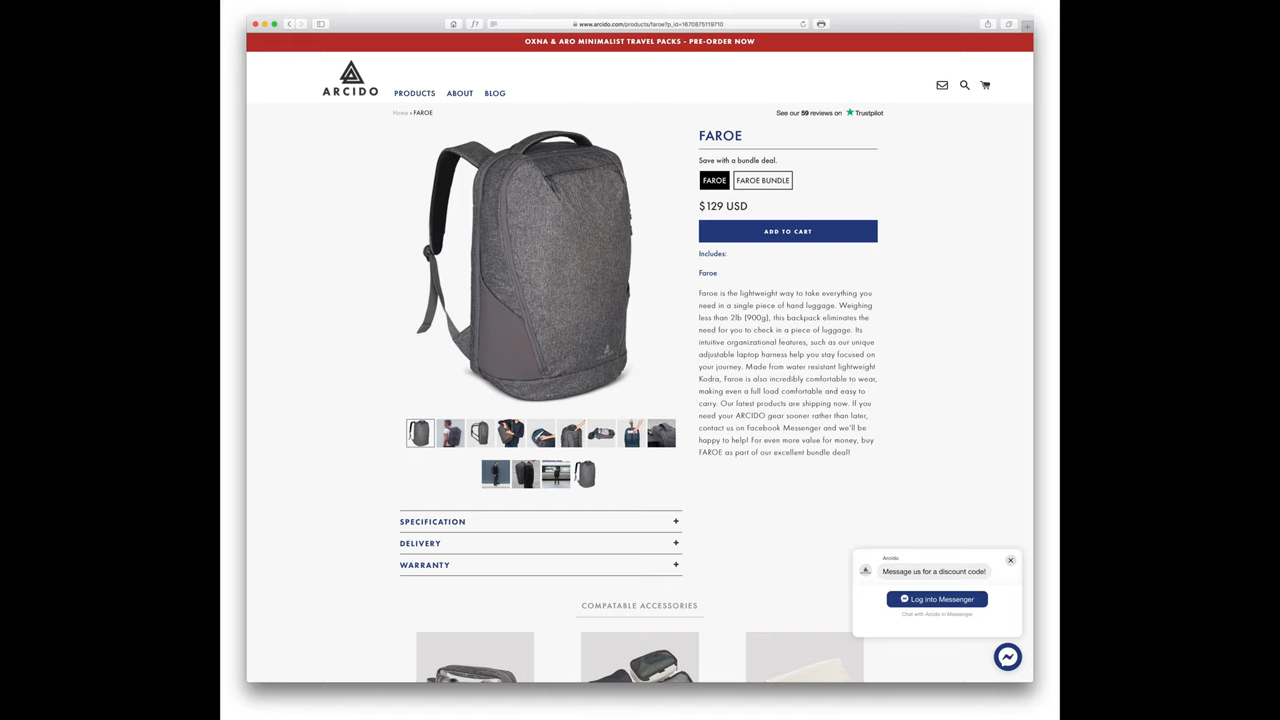 www.arcido.com/products/faroe?p_id=1670875119710
OXNA & ARO MINIMALIST TRAVEL PACKS - PRE-ORDER NOW
ARCIDO
PRODUCTS ABOUT BLOG
Home › FAROE
See our 59 reviews on Trustpilot
FAROE
Save with a bundle deal.
FAROE FAROE BUNDLE
$129 USD
ADD TO CART
Includes:
Faroe
Faroe is the lightweight way to take everything you
need in a single piece of hand luggage. Weighing
less than 2lb (900g), this backpack eliminates the
need for you to check in a piece of luggage. Its
intuitive organizational features, such as our unique
adjustable laptop harness help you stay focused on
your journey. Made from water resistant lightweight
Kodra, Faroe is also incredibly comfortable to wear,
making even a full load comfortable and easy to
carry. Our latest products are shipping now. If you
need your ARCIDO gear sooner rather than later,
contact us on Facebook Messenger and we'll be
happy to help! For even more value for money, buy
FAROE as part of our excellent bundle deal!
SPECIFICATION +
DELIVERY +
WARRANTY +
COMPATABLE ACCESSORIES
Arcido
Message us for a discount code!
Log into Messenger
Chat with Arcido in Messenger